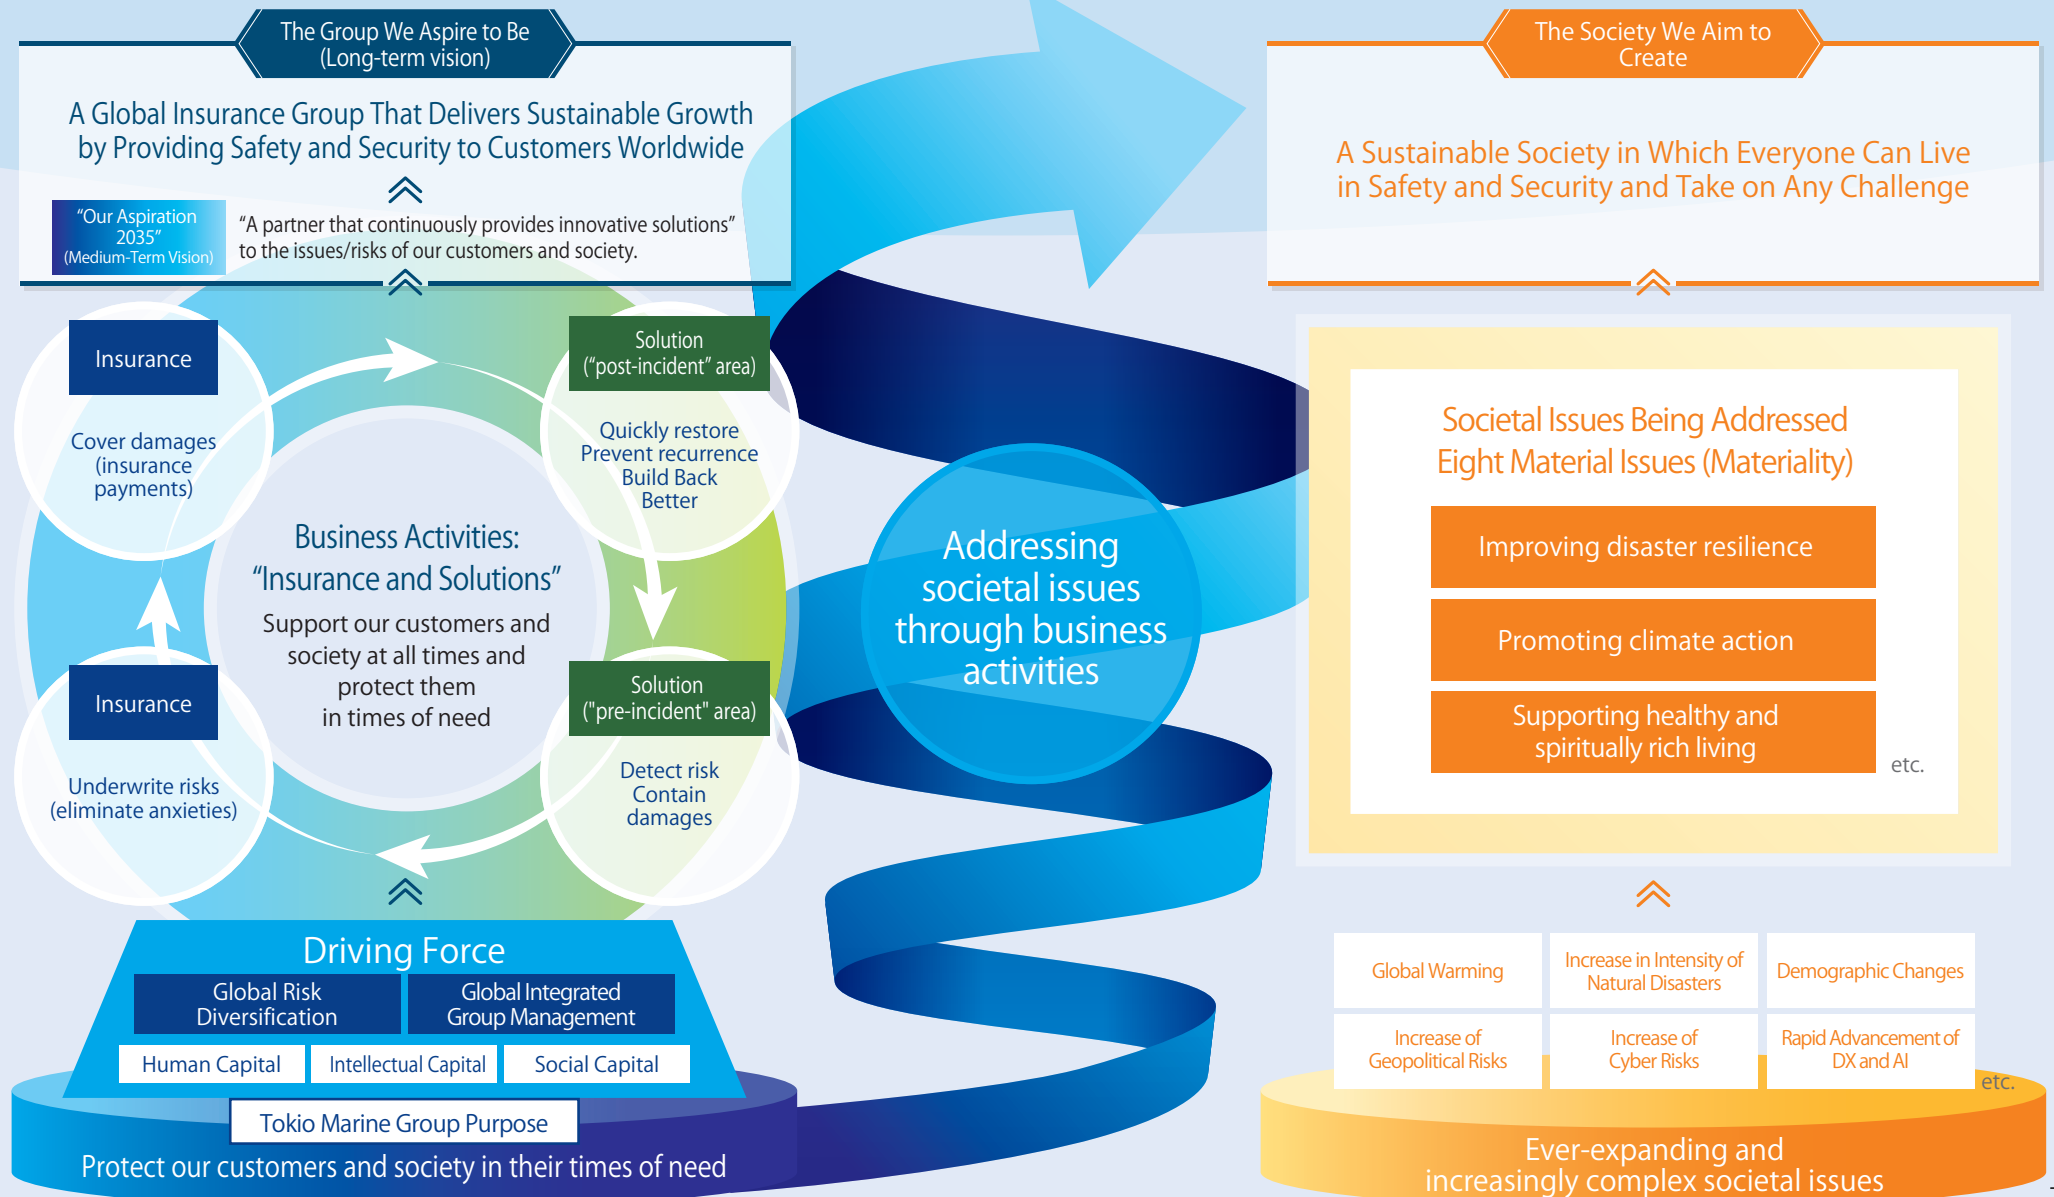 The Group We Aspire to Be
(Long-term vision)
A Global Insurance Group That Delivers Sustainable Growth
by Providing Safety and Security to Customers Worldwide
“Our Aspiration
2035”
(Medium-Term Vision)
“A partner that continuously provides innovative solutions”
to the issues/risks of our customers and society.
Insurance
Cover damages
(insurance
payments)
Solution
(“post-incident” area)
Quickly restore
Prevent recurrence
Build Back
Better
Business Activities:
“Insurance and Solutions”
Support our customers and
society at all times and
protect them
in times of need
Insurance
Underwrite risks
(eliminate anxieties)
Solution
("pre-incident" area)
Detect risk
Contain
damages
Driving Force
Global Risk
Diversification
Global Integrated
Group Management
Human Capital
Intellectual Capital
Social Capital
Tokio Marine Group Purpose
Protect our customers and society in their times of need
Addressing
societal issues
through business
activities
The Society We Aim to
Create
A Sustainable Society in Which Everyone Can Live
in Safety and Security and Take on Any Challenge
Societal Issues Being Addressed
Eight Material Issues (Materiality)
Improving disaster resilience
Promoting climate action
Supporting healthy and
spiritually rich living
etc.
Global Warming
Increase in Intensity of
Natural Disasters
Demographic Changes
Increase of
Geopolitical Risks
Increase of
Cyber Risks
Rapid Advancement of
DX and AI
etc.
Ever-expanding and
increasingly complex societal issues